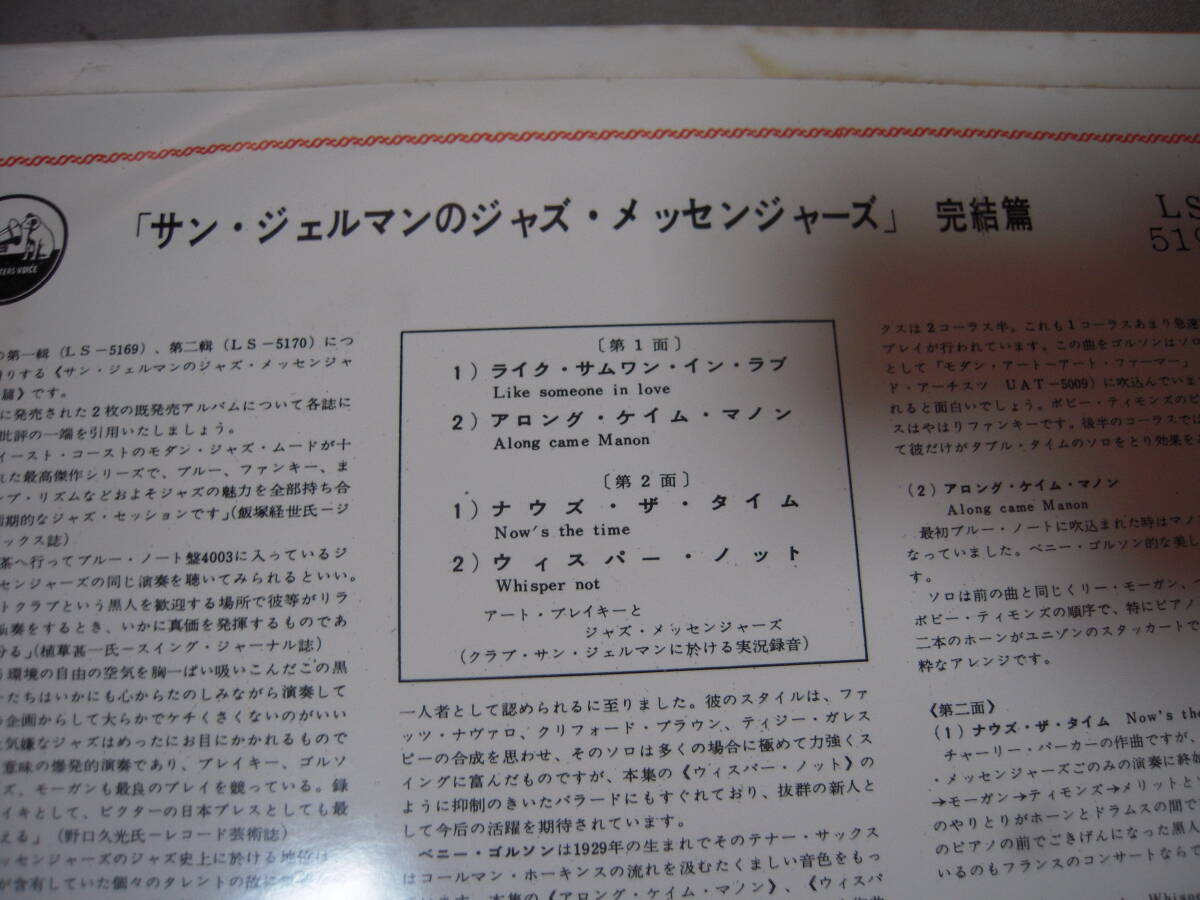 「サン・ジェルマンのジャズ・メッセンジャーズ」 完結篇
LS
TERS VOICE
第一輯（LS−5169）、第二輯（LS−5170）につ
りする《サン・ジェルマンのジャズ・メッセンジャ
》です。
に発売された２枚の既発売アルバムについて各誌に
批評の一端を引用いたしましょう。
イースト・コーストのモダン・ジャズ・ムードが十
れた最高傑作シリーズで、ブルー、ファンキー、ま
プ・リズムなどおよそジャズの魅力を全部持ち合
期的なジャズ・セッションです」（飯塚経世氏−ジ
ックス誌）
茶へ行ってブルー・ノート盤4003に入っているジ
センジャーズの同じ演奏を聴いてみられるといい。
トクラブという黒人を歓迎する場所で彼等がリラ
演奏をするとき、いかに真価を発揮するものであ
る」（植草甚一氏−スイング・ジャーナル誌）
環境の自由の空気を胸一ぱい吸いこんだこの黒
たちはいかにも心からたのしみながら演奏して
企画からして大らかでケチくさくないのがいい
気嫌なジャズはめったにお目にかかれるもので
意味の爆発的演奏であり、ブレイキー、ゴルソ
ズ、モーガンも最良のプレイを競っている。録
イキとして、ビクターの日本プレスとしても最
える」（野口久光氏−レコード芸術誌）
ッセンジャーズのジャズ史上に於ける地位は
が含有していた個々のタレントの故に
〔第１面〕
1）ライク・サムワン・イン・ラブ
Like someone in love
2）アロング・ケイム・マノン
Along came Manon
〔第２面〕
1）ナウズ・ザ・タイム
Now's the time
2）ウィスパー・ノット
Whisper not
アート・ブレイキーと
ジャズ・メッセンジャーズ
（クラブ・サン・ジェルマンに於ける実況録音）
一人者として認められるに至りました。彼のスタイルは、ファ
ッツ・ナヴァロ、クリフォード・ブラウン、ディジー・ガレス
ピーの合成を思わせ、そのソロは多くの場合に極めて力強くス
イングに富んだものですが、本集の《ウィスパー・ノット》の
ように抑制のきいたバラードにもすぐれており、抜群の新人と
して今后の活躍を期待されています。
ベニー・ゴルソンは1929年の生まれでそのテナー・サックス
はコールマン・ホーキンスの流れを汲むたくましい音色をもっ
本集の《アロング・ケイム・マノン》、《ウィスパ
クスは２コーラス半。これも１コーラスあまり急速
プレイが行われています。この曲をゴルソンはソロ
として「モダン・アート−アート・ファーマー」
ド・アーチスツ UAT−5009）に吹込んでいま
れると面白いでしょう。ボビー・ティモンズのピ
スはやはりファンキーです。後半のコーラスでは
て彼だけがダブル・タイムのソロをとり効果を
（2）アロング・ケイム・マノン
Along came Manon
最初ブルー・ノートに吹込まれた時はマノ
なっていました。ベニー・ゴルソン的な美し
す。
ソロは前の曲と同じくリー・モーガン、
ボビー・ティモンズの順序で、特にピアノ
二本のホーンがユニゾンのスタッカートで
粋なアレンジです。
《第二面》
（1）ナウズ・ザ・タイム Now's the
チャーリー・パーカーの作曲ですが、
・メッセンジャーズごのみの演奏に終始
→モーガン→ティモンズ→メリットと
のやりとりがホーンとドラムスの間で
のピアノの前でごきげんになった黒人
いるのもフランスのコンサートならで
Whisp